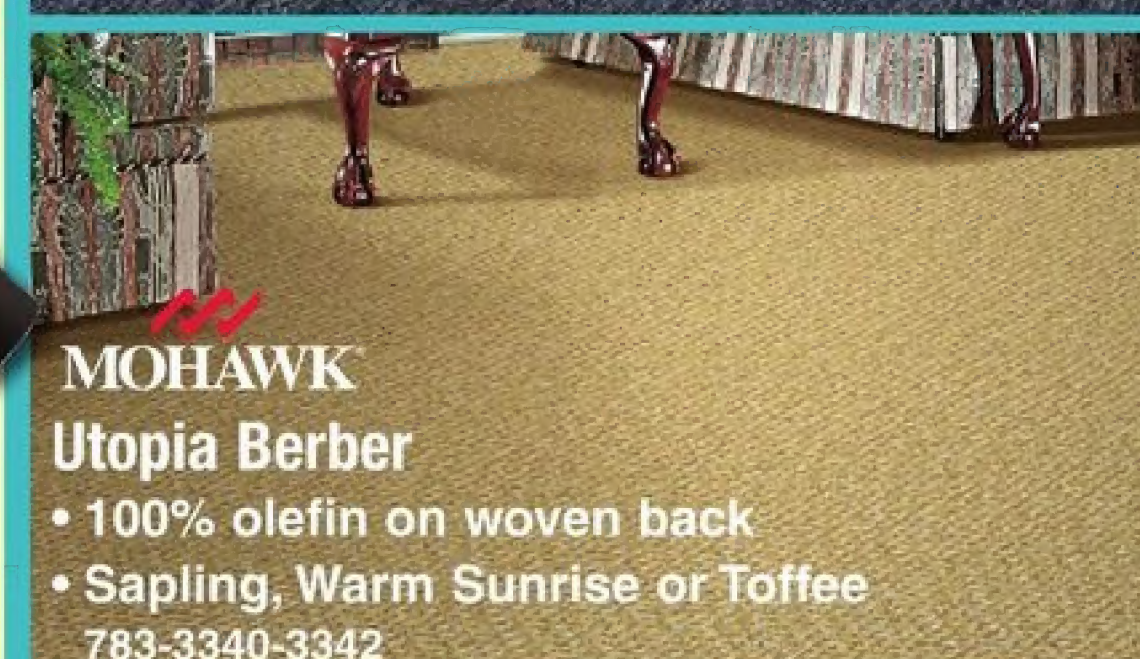 MOHAWK
Utopia Berber
• 100% olefin on woven back
• Sapling, Warm Sunrise or Toffee
783-3340-3342